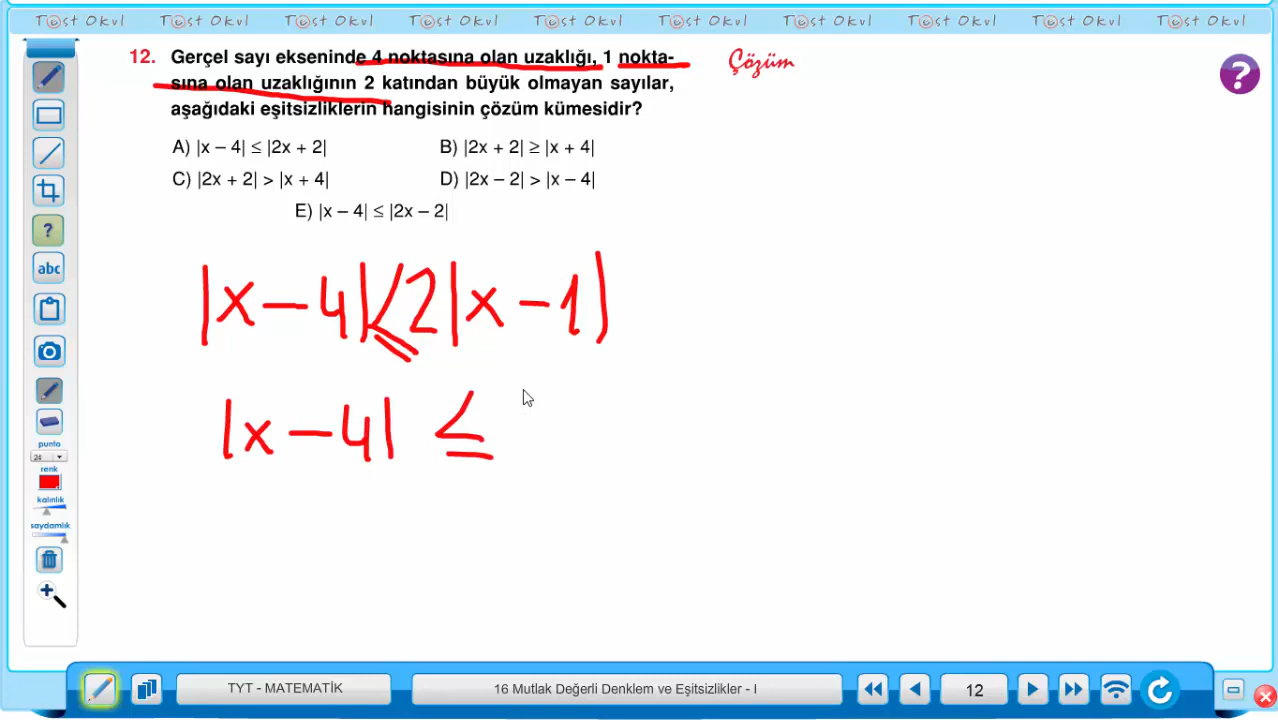 Test Okul Test Okul Test Okul Test Okul Test Okul Test Okul Test Okul Test Okul Test Okul Test Okul
12. Gerçel sayı ekseninde 4 noktasına olan uzaklığı, 1 nokta-
sına olan uzaklığının 2 katından büyük olmayan sayılar,
aşağıdaki eşitsizliklerin hangisinin çözüm kümesidir?
Çözüm
A) |x – 4| ≤ |2x + 2|
B) |2x + 2| ≥ |x + 4|
C) |2x + 2| > |x + 4|
D) |2x – 2| > |x – 4|
E) |x – 4| ≤ |2x – 2|
|x – 4| ≤ 2|x – 1|
|x – 4| ≤
?
?
abc
punto
24
renk
kalınlık
saydamlık
TYT - MATEMATİK
16 Mutlak Değerli Denklem ve Eşitsizlikler - I
12